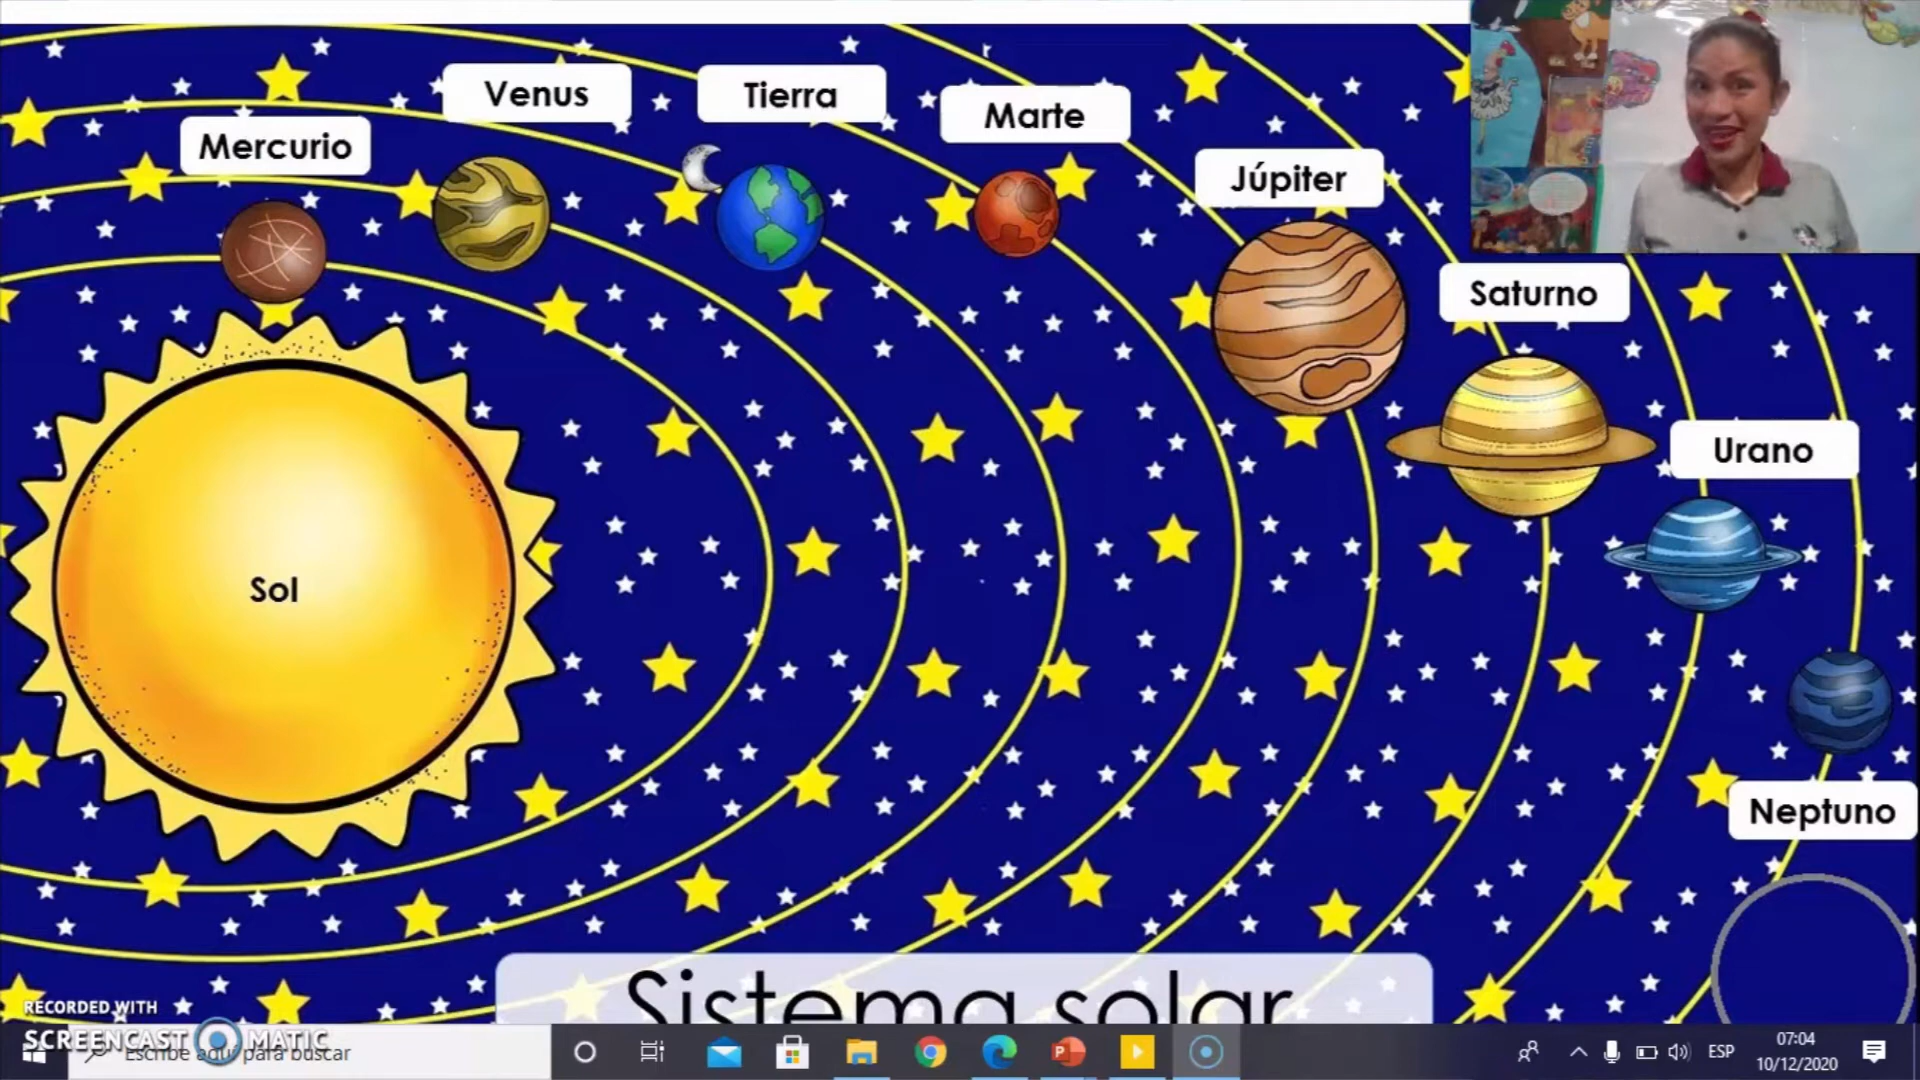 Venus
Tierra
Marte
Mercurio
Júpiter
Saturno
Urano
Sol
Neptuno
Sistema solar
RECORDED WITH
SCREENCAST MATIC
Escribe aquí para buscar
ESP
07:04
10/12/2020